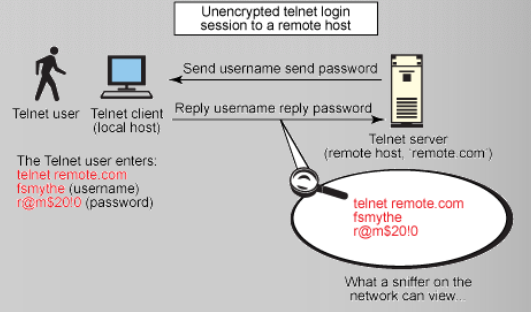 Unencrypted telnet login
session to a remote host
Send username send password
Reply username reply password
Telnet user
Telnet client
(local host)
Telnet server
(remote host, 'remote.com')
The Telnet user enters:
telnet remote.com
fsmythe (username)
r@m$20!0 (password)
telnet remote.com
fsmythe
r@m$20!0
What a sniffer on the
network can view...